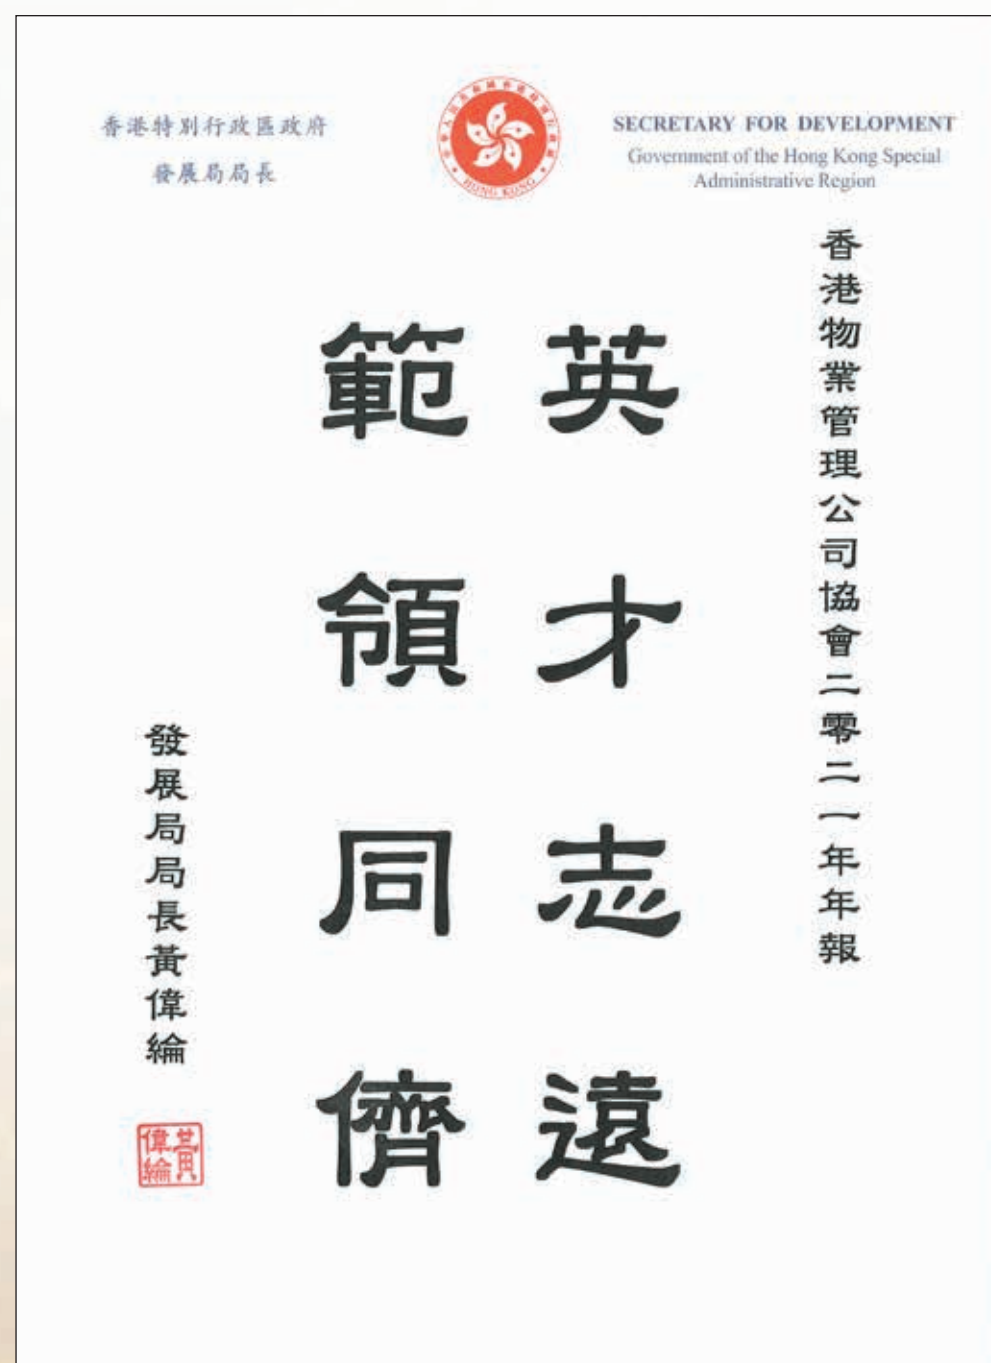 香港特別行政區政府
發展局局長
HONG KONG
SECRETARY FOR DEVELOPMENT
Government of the Hong Kong Special
Administrative Region
香港物業管理公司協會二零二一年年報
英才志遠
範領同儕
發展局局長黃偉綸
黃偉綸